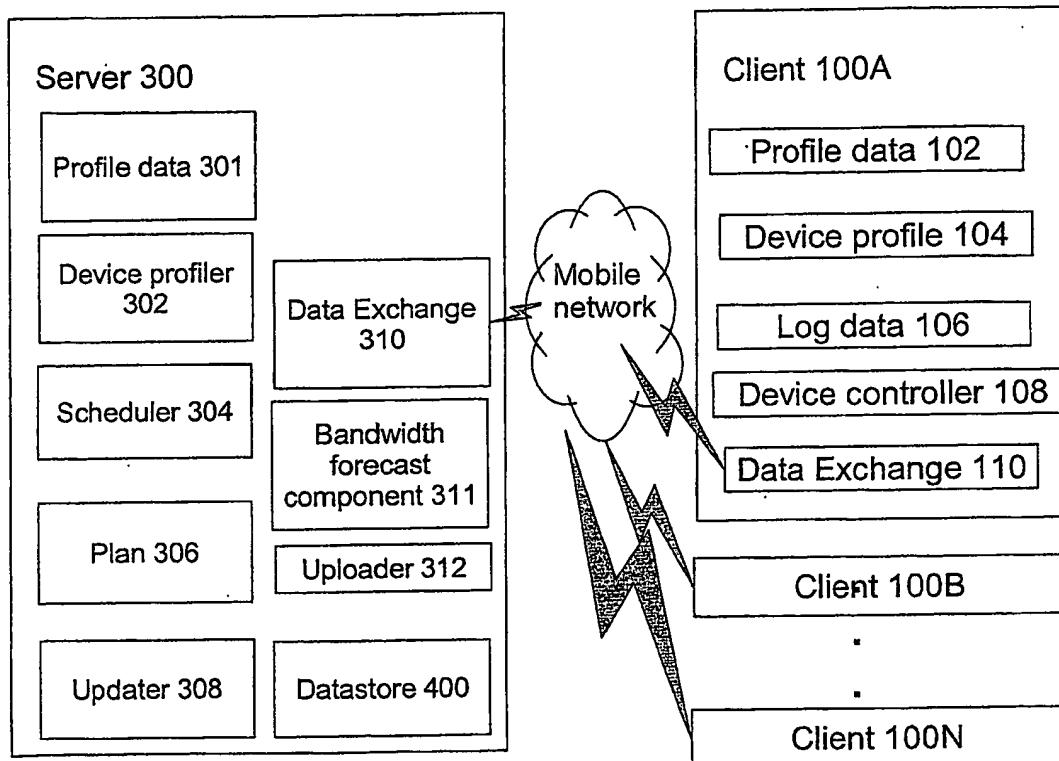 Server 300
Profile data 301
Device profiler
302
Scheduler 304
Plan 306
Updater 308
Data Exchange
310
Bandwidth
forecast
component 311
Uploader 312
Datastore 400
Mobile
network
Client 100A
Profile data 102
Device profile 104
Log data 106
Device controller 108
Data Exchange 110
Client 100B
Client 100N